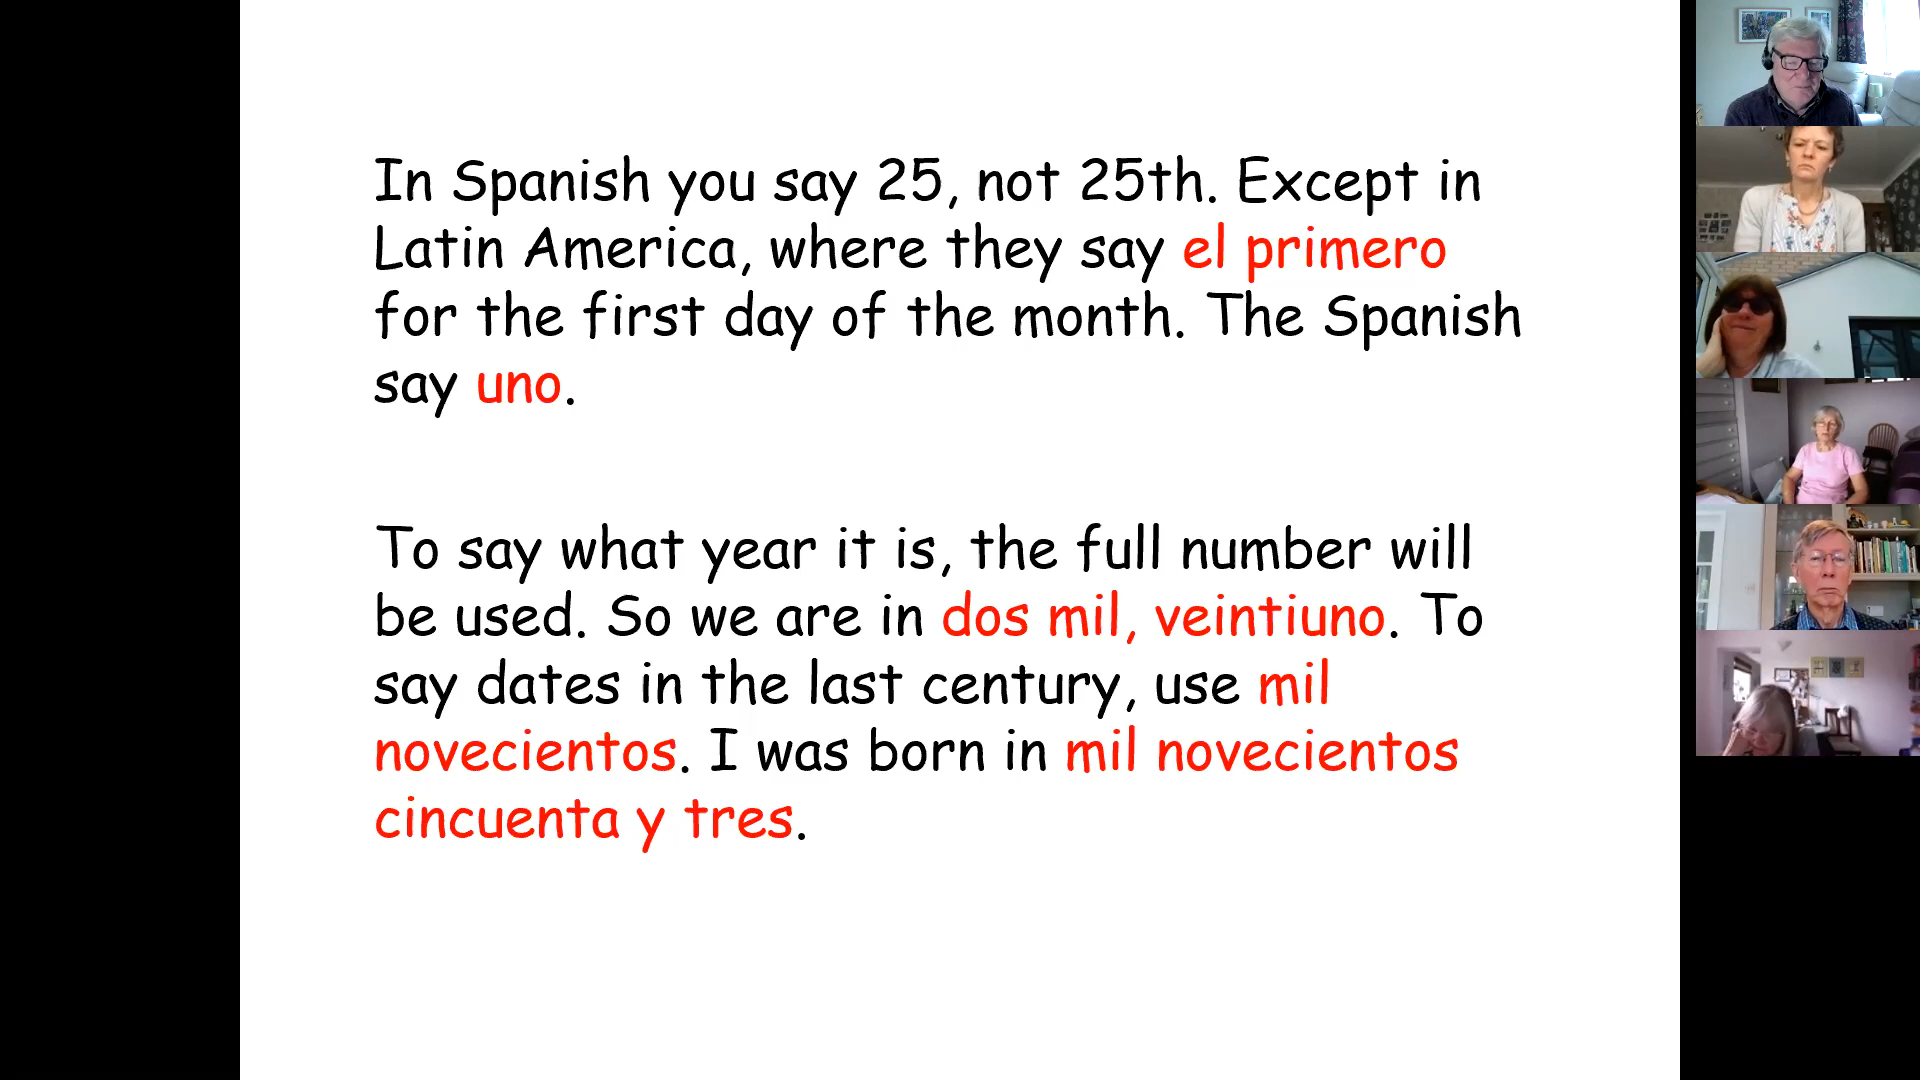 In Spanish you say 25, not 25th. Except in
Latin America, where they say el primero
for the first day of the month. The Spanish
say uno.
To say what year it is, the full number will
be used. So we are in dos mil, veintiuno. To
say dates in the last century, use mil
novecientos. I was born in mil novecientos
cincuenta y tres.